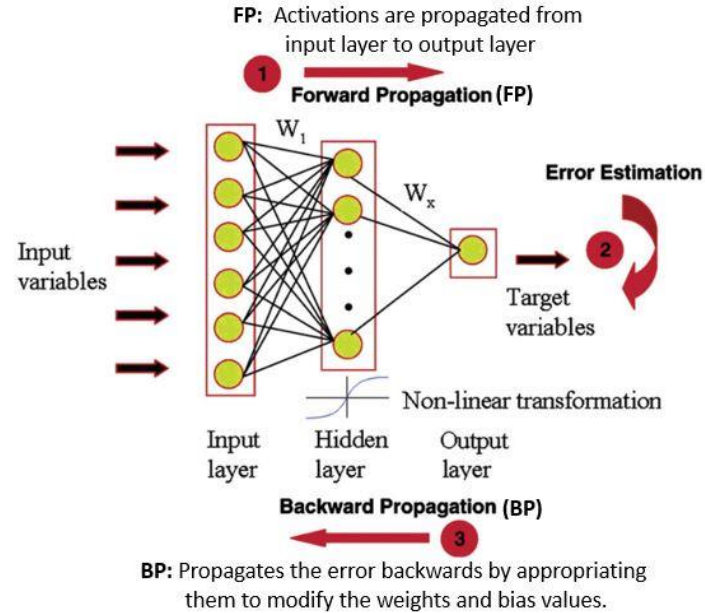 FP: Activations are propagated from
input layer to output layer
1
Forward Propagation (FP)
W1
Wx
Error Estimation
2
Input
variables
Target
variables
Non-linear transformation
Input
layer
Hidden
layer
Output
layer
Backward Propagation (BP)
3
BP: Propagates the error backwards by appropriating
them to modify the weights and bias values.